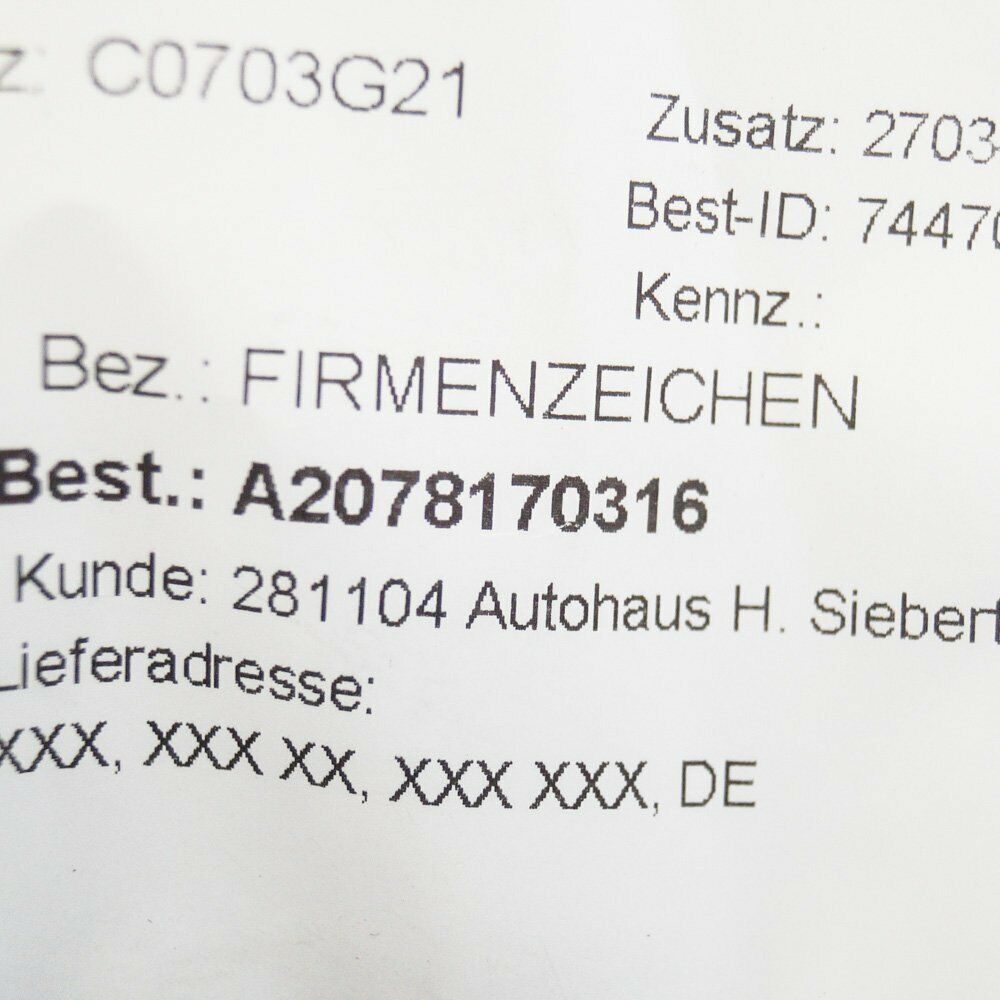 z: C0703G21
Zusatz: 2703
Best-ID: 7447
Kennz.:
Bez.: FIRMENZEICHEN
Best.: A2078170316
Kunde: 281104 Autohaus H. Siebert
Lieferadresse:
XXX, XXX XX, XXX XXX, DE